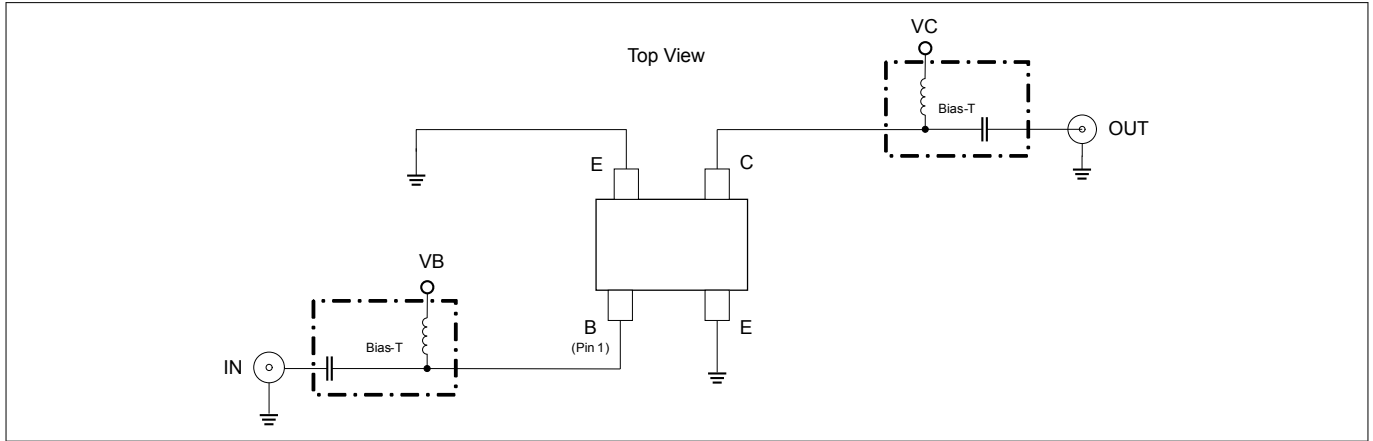 VC
Top View
Bias-T
OUT
E
C
VB
B
(Pin 1)
E
Bias-T
IN